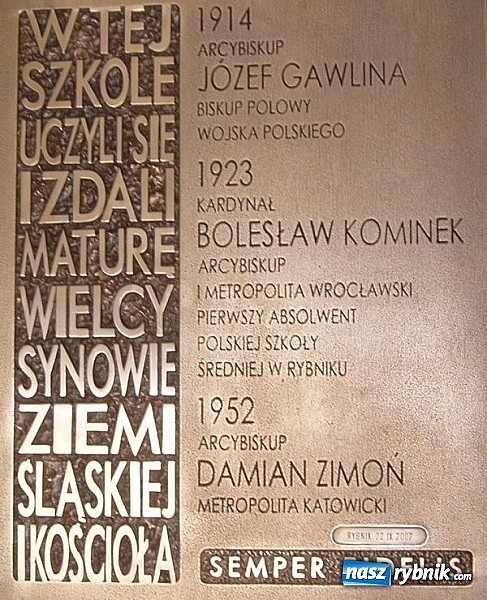 W TEJ
SZKOLE
UCZYLI SIĘ
I ZDALI
MATURĘ
WIELCY
SYNOWIE
ZIEMI
ŚLĄSKIEJ
I KOŚCIOŁA
1914
ARCYBISKUP
JÓZEF GAWLINA
BISKUP POLOWY
WOJSKA POLSKIEGO
1923
KARDYNAŁ
BOLESŁAW KOMINEK
ARCYBISKUP
I METROPOLITA WROCŁAWSKI
PIERWSZY ABSOLWENT
POLSKIEJ SZKOŁY
ŚREDNIEJ W RYBNIKU
1952
ARCYBISKUP
DAMIAN ZIMOŃ
METROPOLITA KATOWICKI
RYBNIK 22 IX 2007
SEMPER
naszrybnik.com